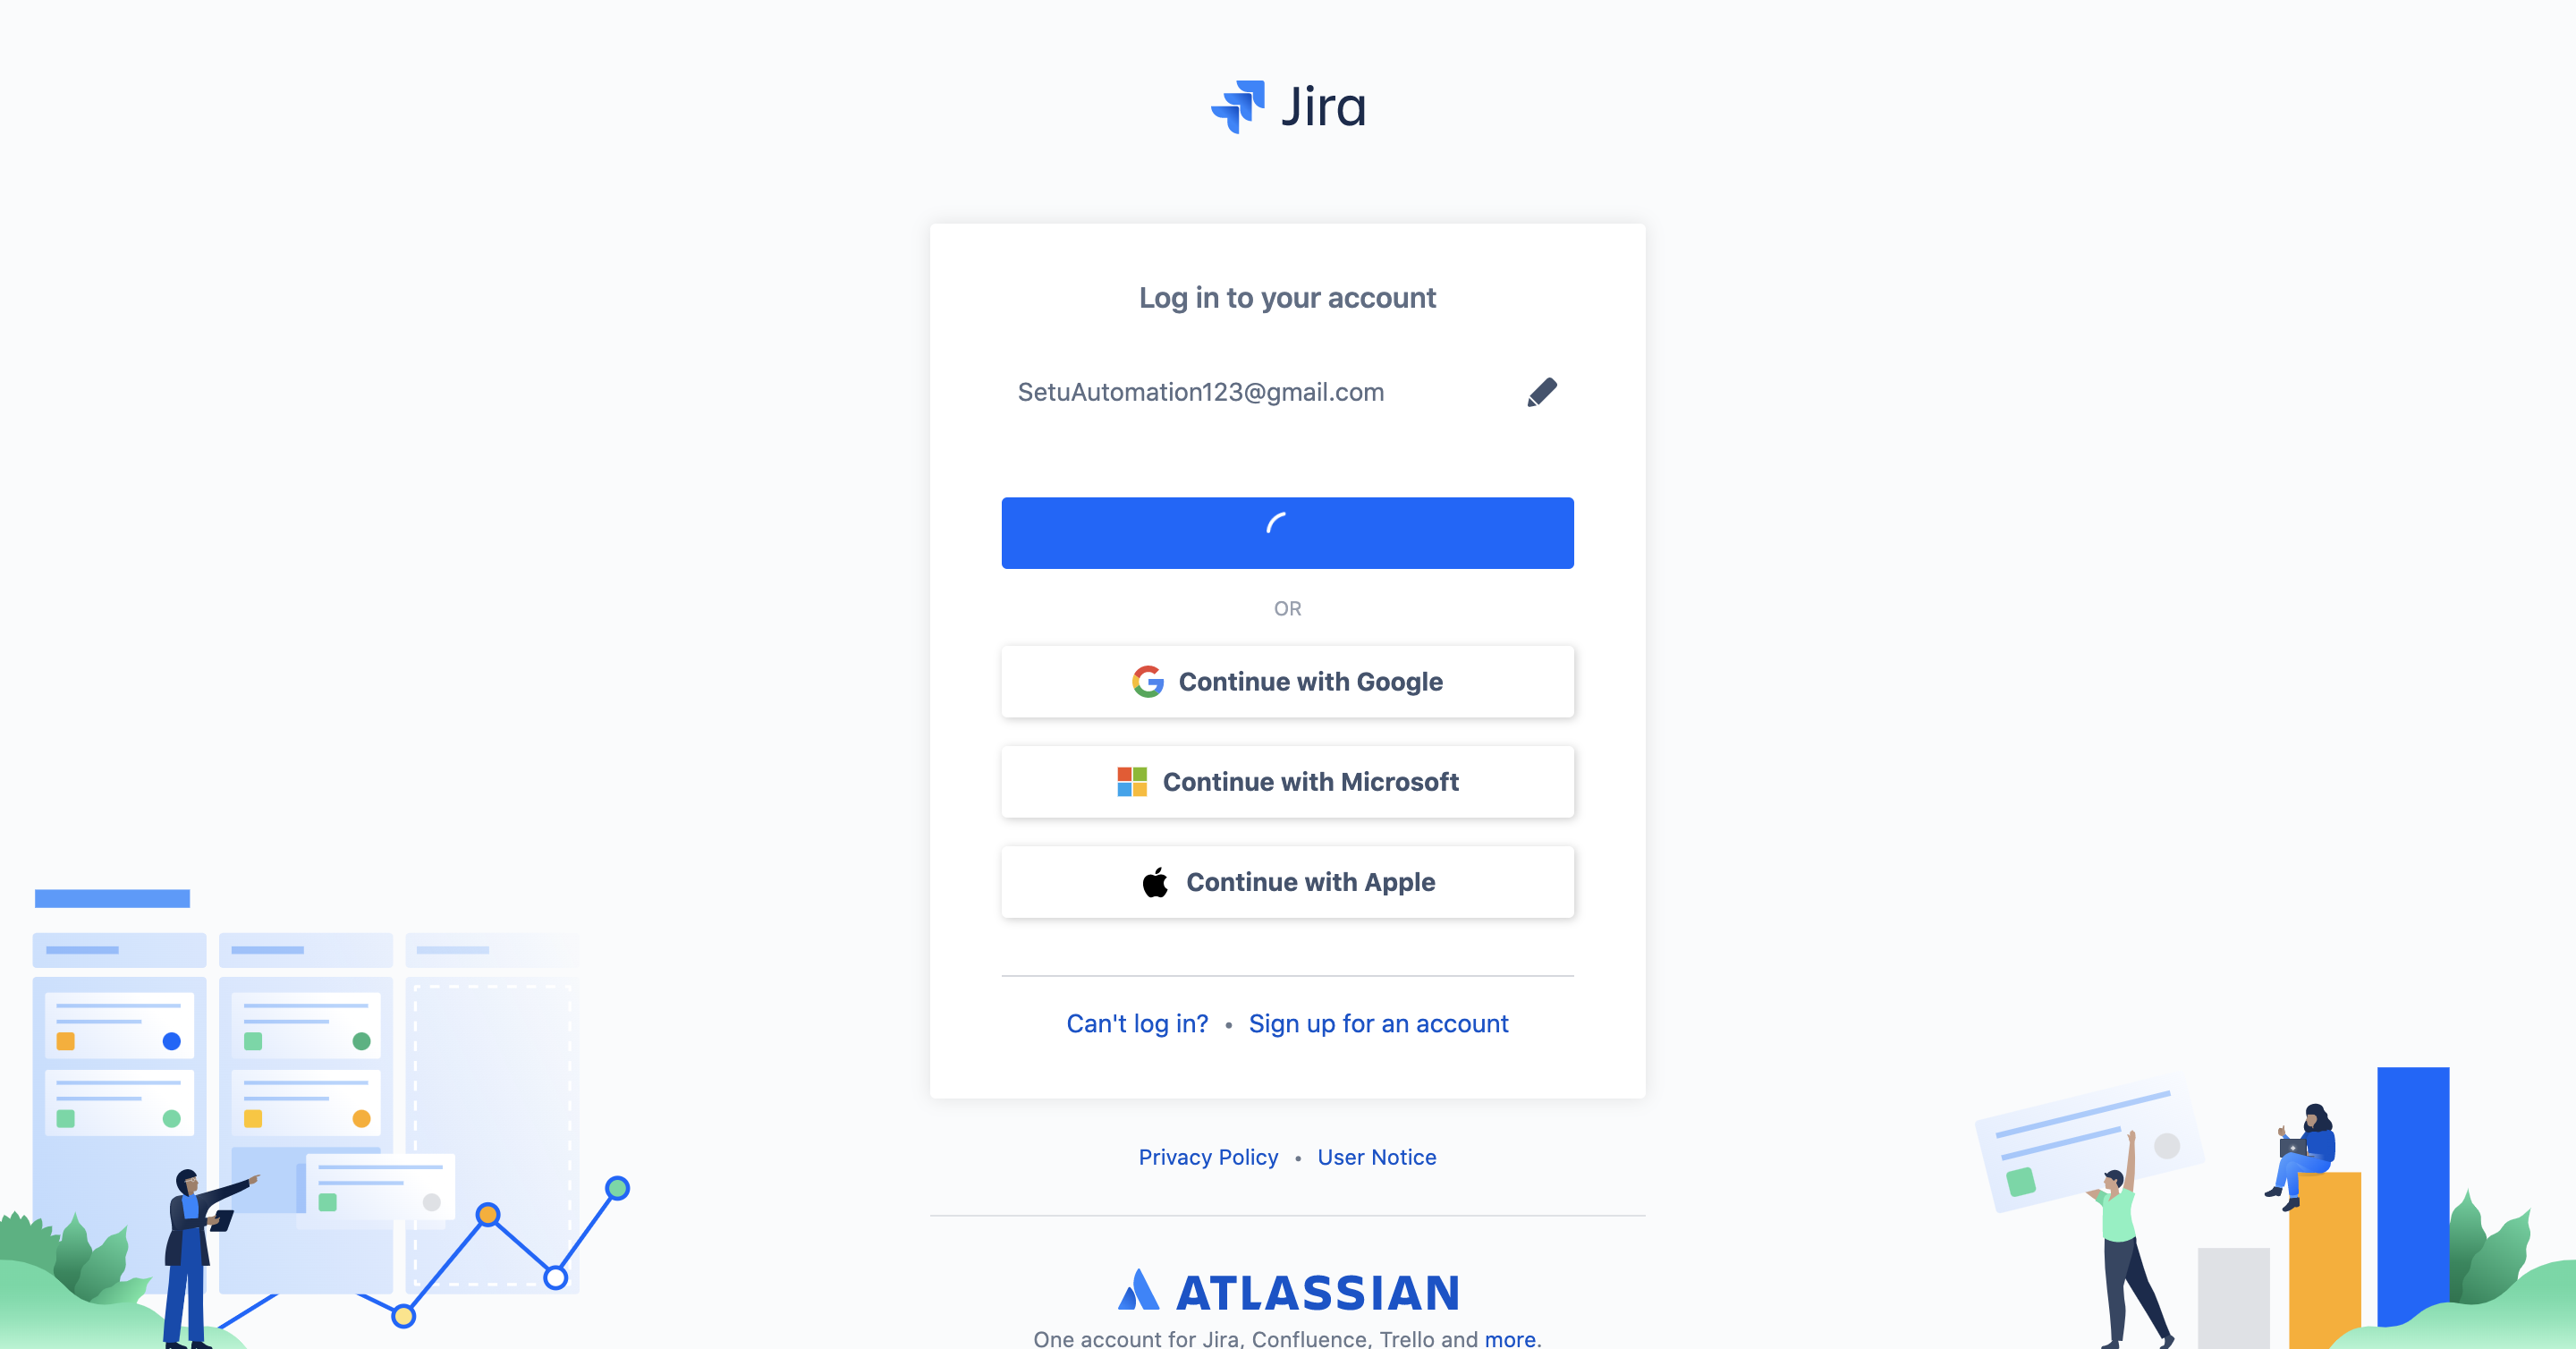 Jira
Log in to your account
SetuAutomation123@gmail.com
OR
Continue with Google
Continue with Microsoft
Continue with Apple
Can't log in? • Sign up for an account
Privacy Policy • User Notice
ATLASSIAN
One account for Jira, Confluence, Trello and more.